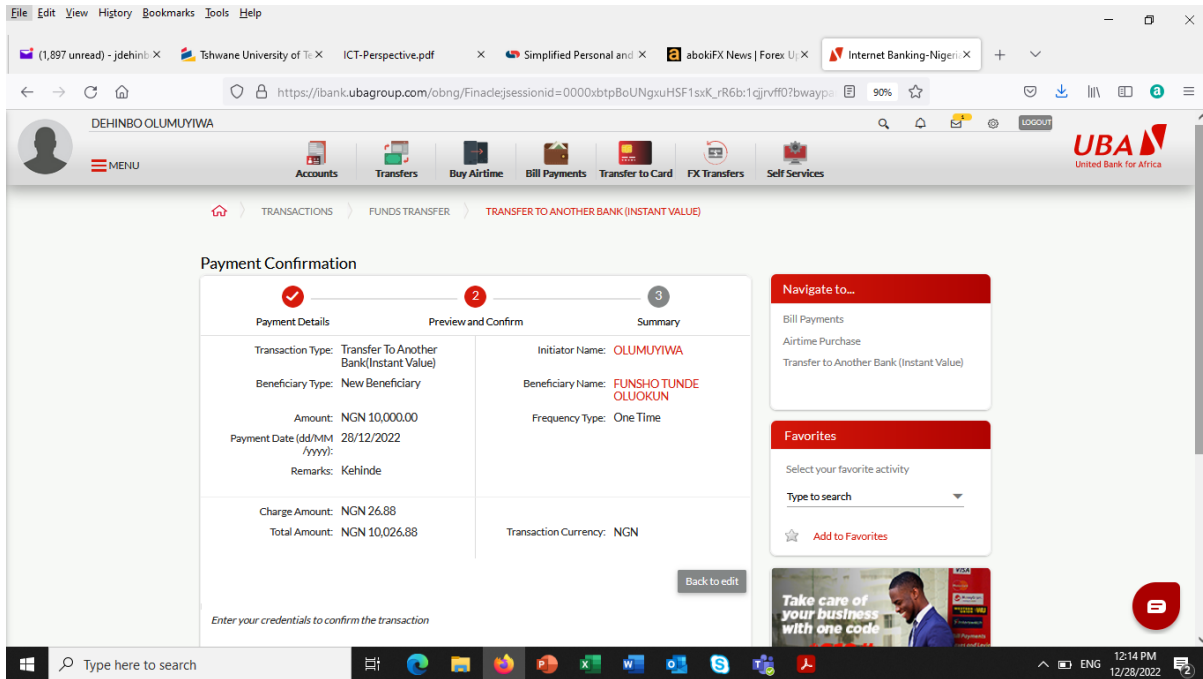 File Edit View History Bookmarks Tools Help
(1,897 unread) - jdehinb
Tshwane University of Te
ICT-Perspective.pdf
Simplified Personal and
abokiFX News | Forex U
Internet Banking-Nigeri
https://ibank.ubagroup.com/obng/Finacle;jsessionid=0000xbtpBoUNgxuHSF1sxK_rR6b:1qjrvff0?bwaypa
90%
DEHINBO OLUMUYIWA
LOGOUT
MENU
Accounts Transfers Buy Airtime Bill Payments Transfer to Card FX Transfers Self Services
UBA
United Bank for Africa
TRANSACTIONS FUNDS TRANSFER TRANSFER TO ANOTHER BANK (INSTANT VALUE)
Payment Confirmation
2 3
Payment Details Preview and Confirm Summary
Transaction Type: Transfer To Another
Bank(Instant Value)
Initiator Name: OLUMUYIWA
Beneficiary Type: New Beneficiary
Beneficiary Name: FUNSHO TUNDE
OLUOKUN
Amount: NGN 10,000.00
Frequency Type: One Time
Payment Date (dd/MM
/yyyy): 28/12/2022
Remarks: Kehinde
Charge Amount: NGN 26.88
Total Amount: NGN 10,026.88
Transaction Currency: NGN
Back to edit
Enter your credentials to confirm the transaction
Navigate to...
Bill Payments
Airtime Purchase
Transfer to Another Bank (Instant Value)
Favorites
Select your favorite activity
Type to search
Add to Favorites
Take care of
your business
with one code
VISA
Type here to search
ENG
12:14 PM
12/28/2022
2